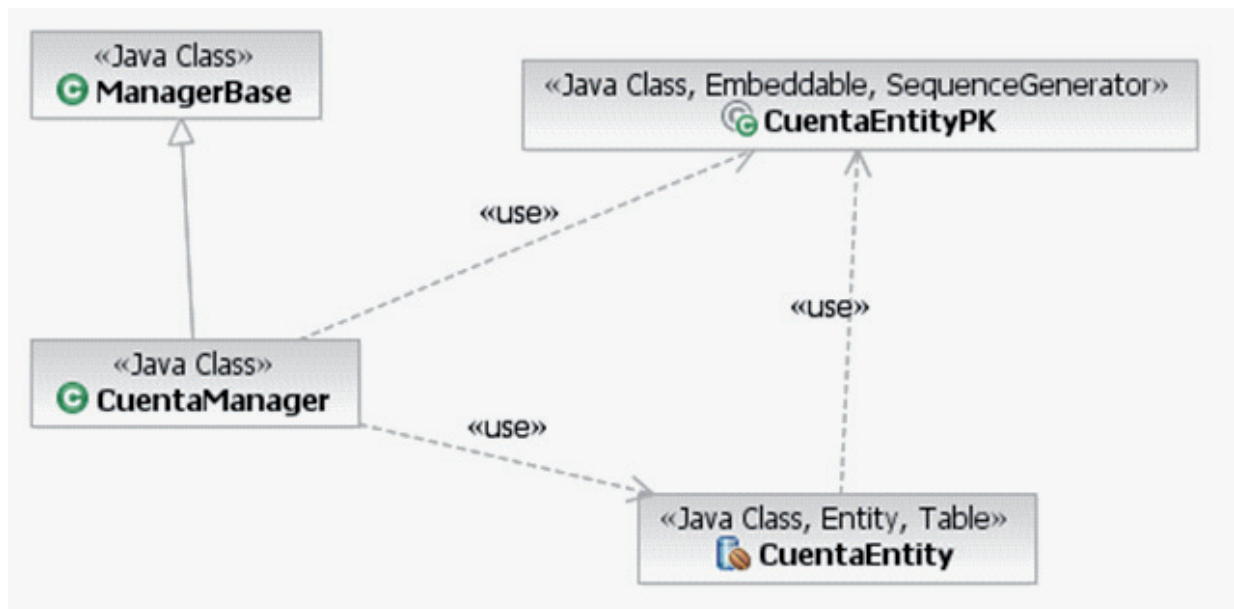 «Java Class»
ManagerBase
«Java Class, Embeddable, SequenceGenerator»
CuentaEntityPK
«use»
«use»
«Java Class»
CuentaManager
«use»
«Java Class, Entity, Table»
CuentaEntity